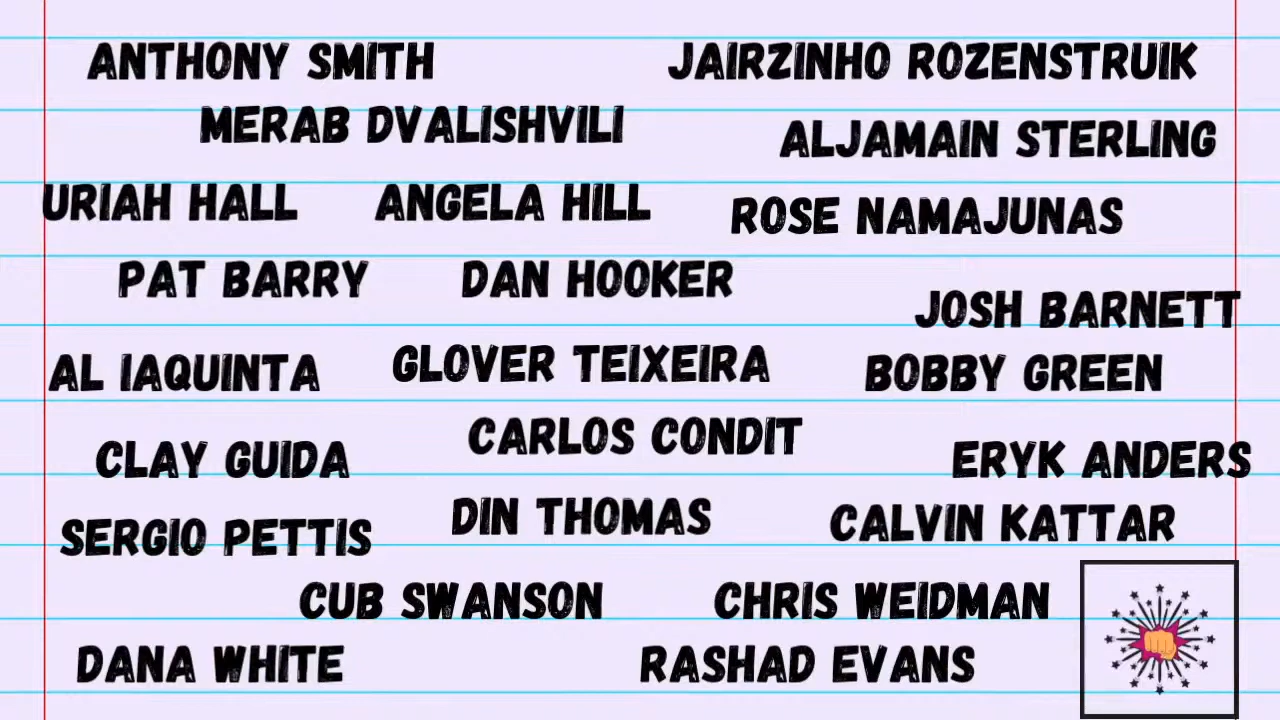 ANTHONY SMITH JAIRZINHO ROZENSTRUIK
MERAB DVALISHVILI ALJAMAIN STERLING
URIAH HALL ANGELA HILL ROSE NAMAJUNAS
PAT BARRY DAN HOOKER JOSH BARNETT
AL IAQUINTA GLOVER TEIXEIRA BOBBY GREEN
CLAY GUIDA CARLOS CONDIT ERYK ANDERS
SERGIO PETTIS DIN THOMAS CALVIN KATTAR
CUB SWANSON CHRIS WEIDMAN
DANA WHITE RASHAD EVANS